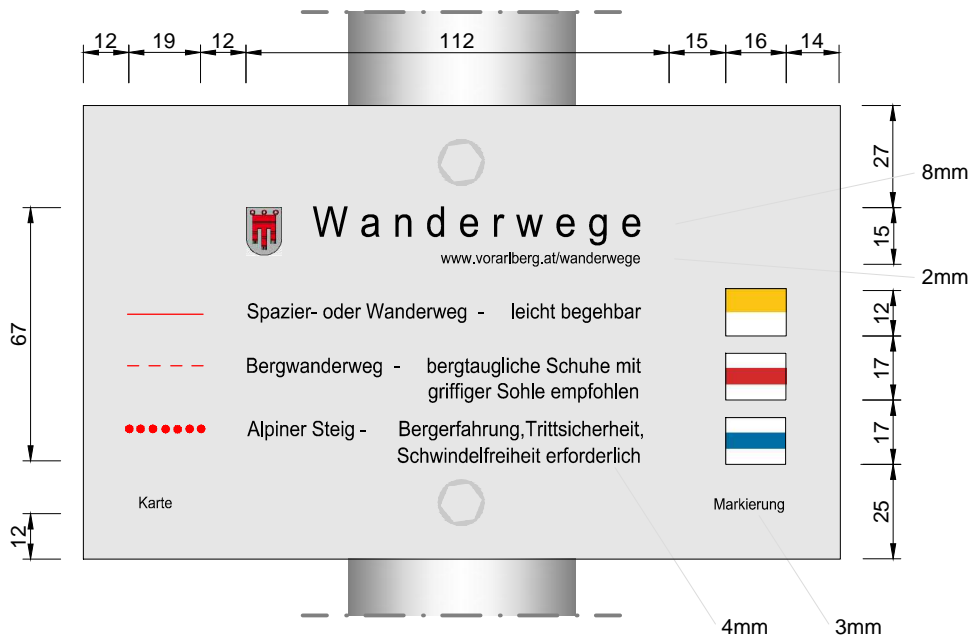 12 19 12 112 15 16 14
27
8mm
Wanderwege
15
www.vorarlberg.at/wanderwege
2mm
Spazier- oder Wanderweg - leicht begehbar
12
67
Bergwanderweg - bergtaugliche Schuhe mit
griffiger Sohle empfohlen
17
Alpiner Steig - Bergerfahrung,Trittsicherheit,
Schwindelfreiheit erforderlich
17
Karte
Markierung
25
12
4mm
3mm